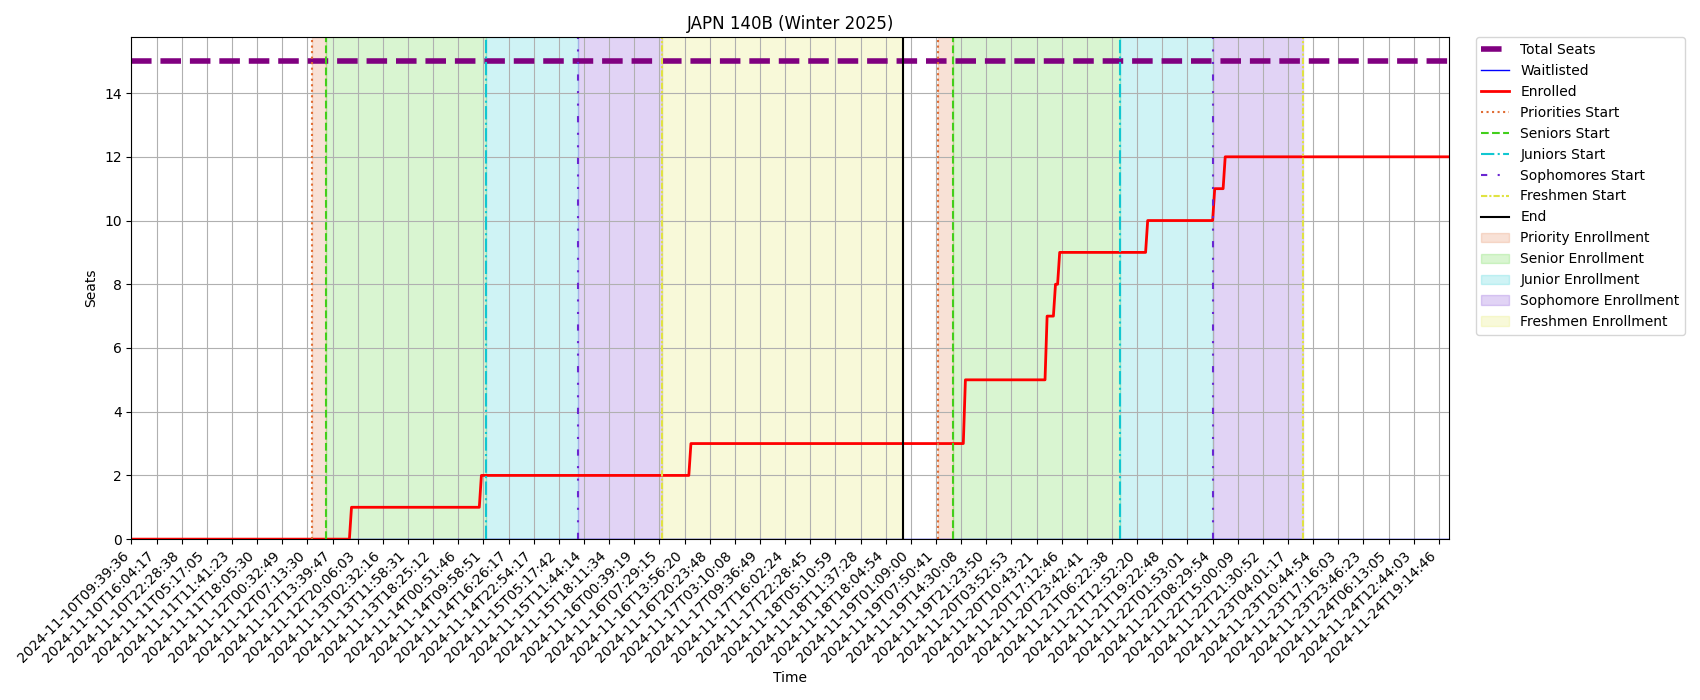 JAPN 140B (Winter 2025)
Seats
14
12
10
8
6
4
2
0
2024-11-10T09:39:36
2024-11-10T16:04:17
2024-11-10T22:28:38
2024-11-11T05:17:05
2024-11-11T11:41:23
2024-11-11T18:05:30
2024-11-12T00:32:49
2024-11-12T07:13:30
2024-11-12T13:39:47
2024-11-12T20:06:03
2024-11-13T02:32:16
2024-11-13T11:58:31
2024-11-13T18:25:12
2024-11-14T00:51:46
2024-11-14T09:58:51
2024-11-14T16:26:17
2024-11-14T22:54:17
2024-11-15T05:17:42
2024-11-15T11:44:14
2024-11-15T18:11:34
2024-11-16T00:39:19
2024-11-16T07:29:15
2024-11-16T13:56:20
2024-11-16T20:23:48
2024-11-17T03:10:08
2024-11-17T09:36:49
2024-11-17T16:02:24
2024-11-17T22:28:45
2024-11-18T05:10:59
2024-11-18T11:37:28
2024-11-18T18:04:54
2024-11-19T01:09:00
2024-11-19T07:50:41
2024-11-19T14:30:08
2024-11-19T21:23:50
2024-11-20T03:52:53
2024-11-20T10:43:21
2024-11-20T17:12:46
2024-11-20T23:42:41
2024-11-21T06:22:38
2024-11-21T12:52:20
2024-11-21T19:22:48
2024-11-22T01:53:01
2024-11-22T08:29:54
2024-11-22T15:00:09
2024-11-22T21:30:52
2024-11-23T04:01:17
2024-11-23T10:44:54
2024-11-23T17:16:03
2024-11-23T23:46:23
2024-11-24T06:13:05
2024-11-24T12:44:03
2024-11-24T19:14:46
Time
Total Seats
Waitlisted
Enrolled
Priorities Start
Seniors Start
Juniors Start
Sophomores Start
Freshmen Start
End
Priority Enrollment
Senior Enrollment
Junior Enrollment
Sophomore Enrollment
Freshmen Enrollment